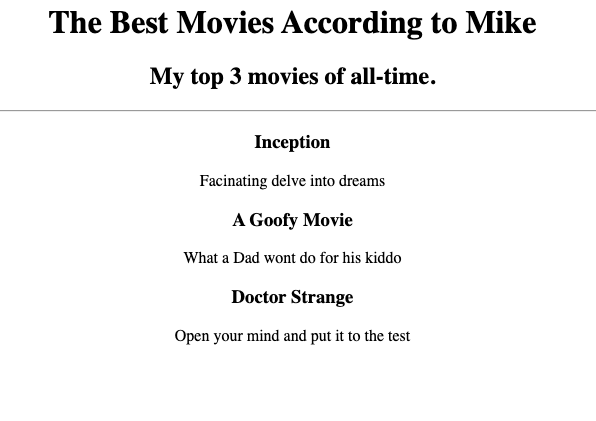 The Best Movies According to Mike
My top 3 movies of all-time.
Inception
Facinating delve into dreams
A Goofy Movie
What a Dad wont do for his kiddo
Doctor Strange
Open your mind and put it to the test